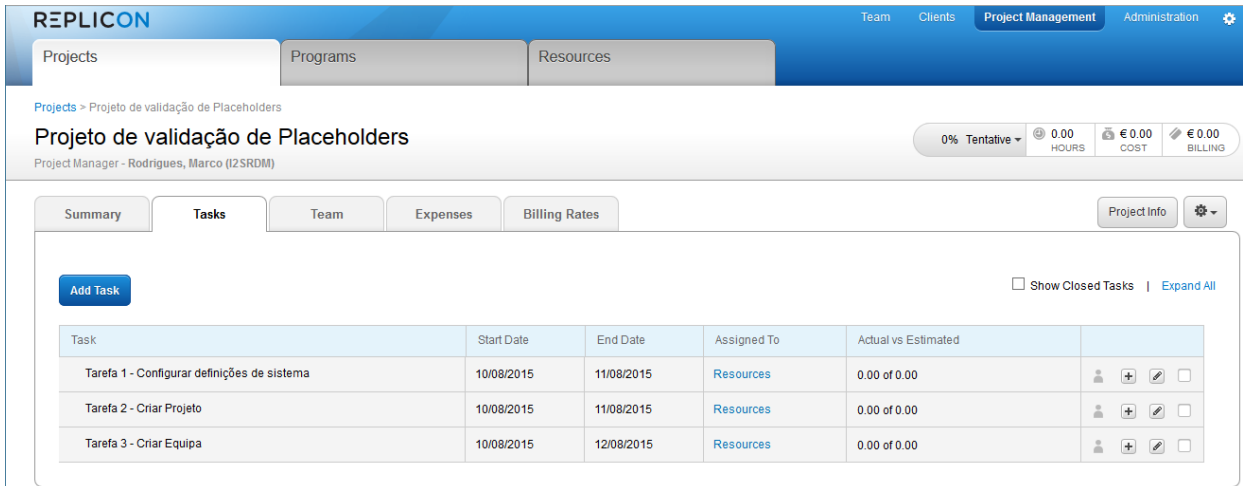 REPLICON
Team Clients Project Management Administration
Projects Programs Resources
Projects > Projeto de validação de Placeholders
Projeto de validação de Placeholders
Project Manager - Rodrigues, Marco (I2SRDM)
0% Tentative 0.00 HOURS € 0.00 COST € 0.00 BILLING
Summary Tasks Team Expenses Billing Rates
Project Info
Add Task
Show Closed Tasks | Expand All
Task Start Date End Date Assigned To Actual vs Estimated
Tarefa 1 - Configurar definições de sistema 10/08/2015 11/08/2015 Resources 0.00 of 0.00
Tarefa 2 - Criar Projeto 10/08/2015 11/08/2015 Resources 0.00 of 0.00
Tarefa 3 - Criar Equipa 10/08/2015 12/08/2015 Resources 0.00 of 0.00